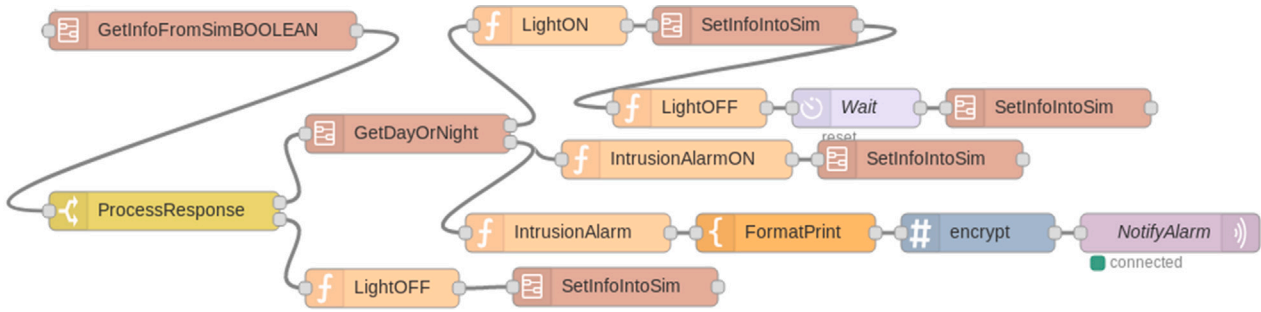 GetInfoFromSimBOOLEAN
LightON
SetInfoIntoSim
LightOFF
Wait
SetInfoIntoSim
reset
GetDayOrNight
IntrusionAlarmON
SetInfoIntoSim
ProcessResponse
IntrusionAlarm
FormatPrint
encrypt
NotifyAlarm
connected
LightOFF
SetInfoIntoSim